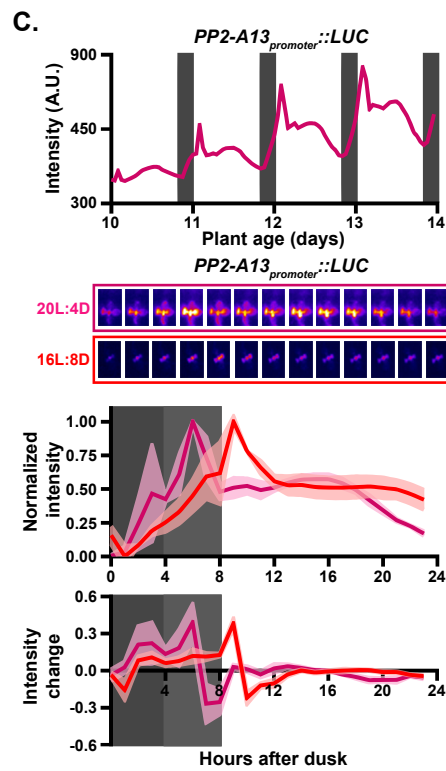 C.
PP2-A13promoter::LUC
Intensity (A.U.)
900
450
300
10 11 12 13 14
Plant age (days)
PP2-A13promoter::LUC
20L:4D
16L:8D
Normalized intensity
1.00
0.75
0.50
0.25
0.00
0 4 8 12 16 20 24
Intensity change
0.6
0.3
0.0
-0.3
-0.6
4 8 12 16 20 24
Hours after dusk